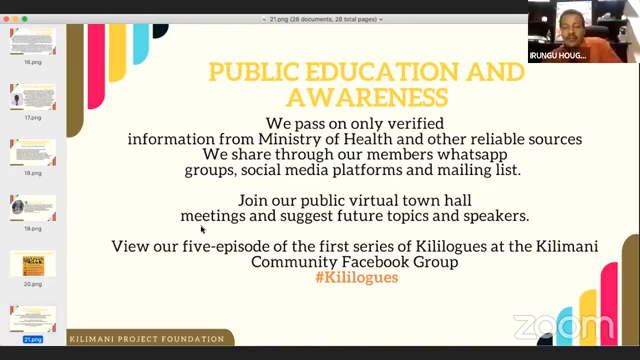 21.png (28 documents, 28 total pages)
IRUNGU HOUG...
16.png
17.png
18.png
19.png
20.png
21.png
PUBLIC EDUCATION AND
AWARENESS
We pass on only verified
information from Ministry of Health and other reliable sources
We share through our members whatsapp
groups, social media platforms and mailing list.
Join our public virtual town hall
meetings and suggest future topics and speakers.
View our five-episode of the first series of Kililogues at the Kilimani
Community Facebook Group
#Kililogues
KILIMANI PROJECT FOUNDATION
zoom